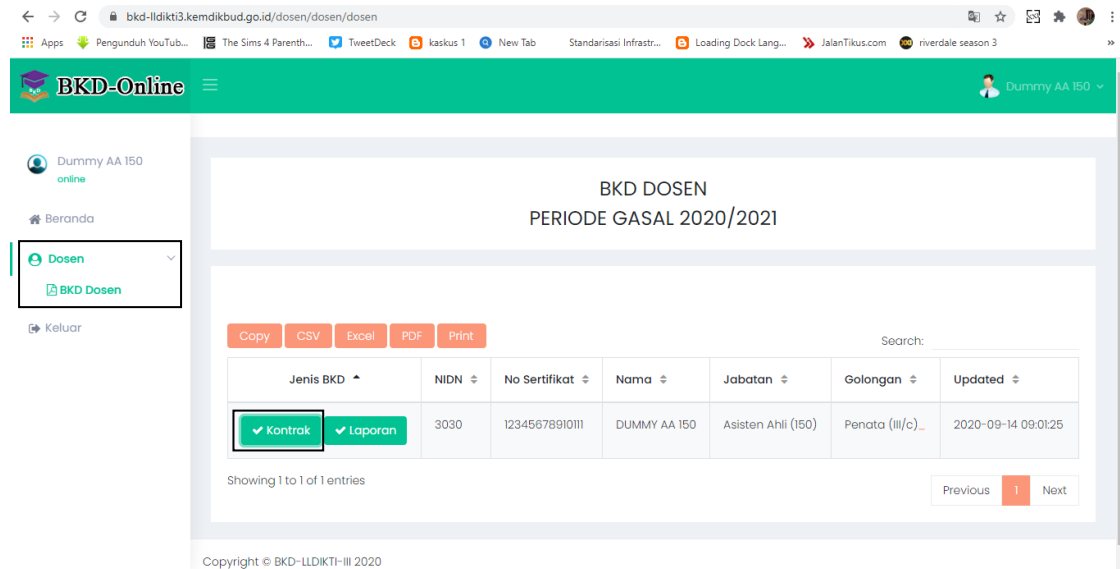 bkd-lldikti3.kemdikbud.go.id/dosen/dosen/dosen
Apps Pengunduh YouTub... The Sims 4 Parenth... TweetDeck kaskus 1 New Tab Standarisasi Infrastr... Loading Dock Lang... JalanTikus.com riverdale season 3 »
BKD-Online Dummy AA 150
Dummy AA 150
online
Beranda
Dosen
BKD Dosen
Keluar
BKD DOSEN
PERIODE GASAL 2020/2021
Copy CSV Excel PDF Print
Search:
Jenis BKD NIDN No Sertifikat Nama Jabatan Golongan Updated
Kontrak Laporan 3030 12345678910111 DUMMY AA 150 Asisten Ahli (150) Penata (III/c)_ 2020-09-14 09:01:25
Showing 1 to 1 of 1 entries
Previous 1 Next
Copyright © BKD-LLDIKTI-III 2020